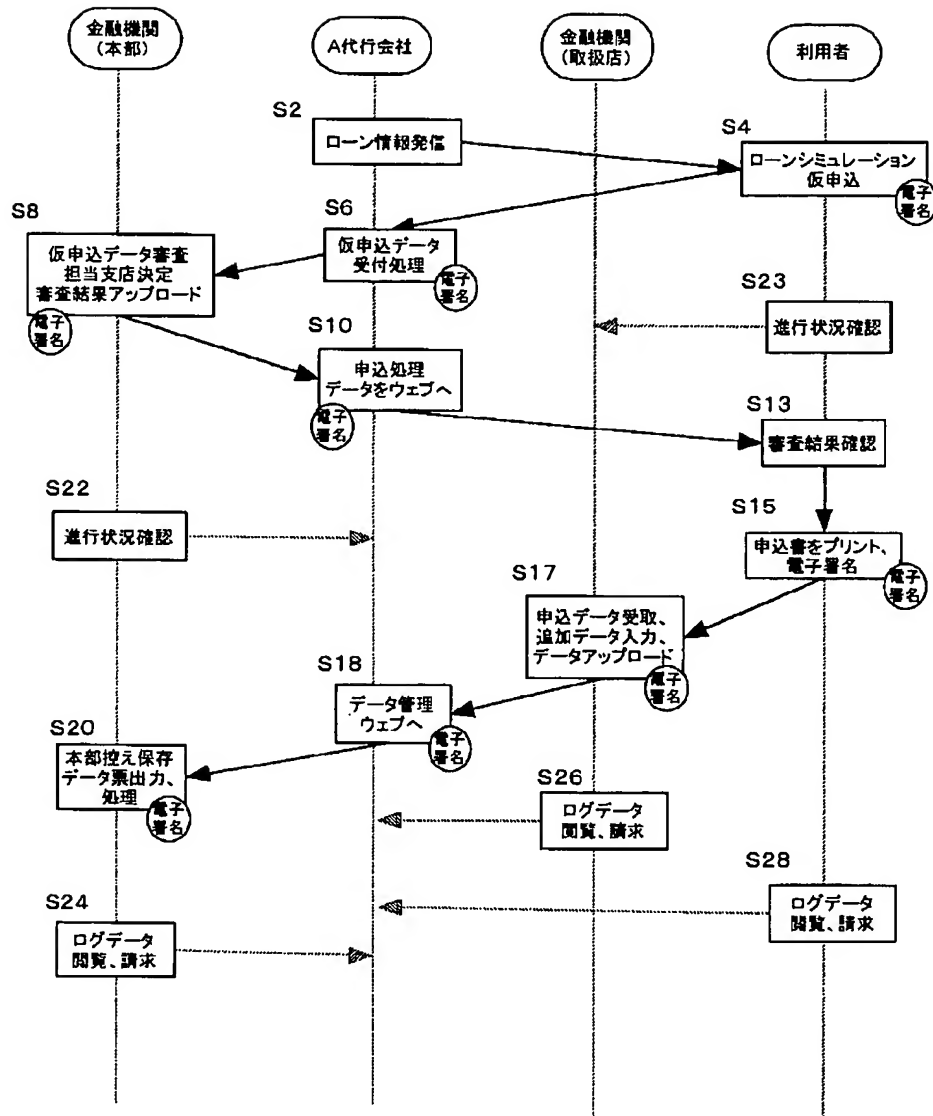 金融機関
(本部)
A代行会社
金融機関
(取扱店)
利用者
S2
ローン情報発信
S4
ローンシミュレーション
仮申込
電子
署名
S6
仮申込データ
受付処理
電子
署名
S8
仮申込データ審査
担当支店決定
審査結果アップロード
電子
署名
S23
進行状況確認
S10
申込処理
データをウェブへ
電子
署名
S13
審査結果確認
S22
進行状況確認
S15
申込書をプリント、
電子署名
電子
署名
S17
申込データ受取、
追加データ入力、
データアップロード
電子
署名
S18
データ管理
ウェブへ
電子
署名
S20
本部控え保存
データ票出力、
処理
電子
署名
S26
ログデータ
閲覧、請求
S28
ログデータ
閲覧、請求
S24
ログデータ
閲覧、請求